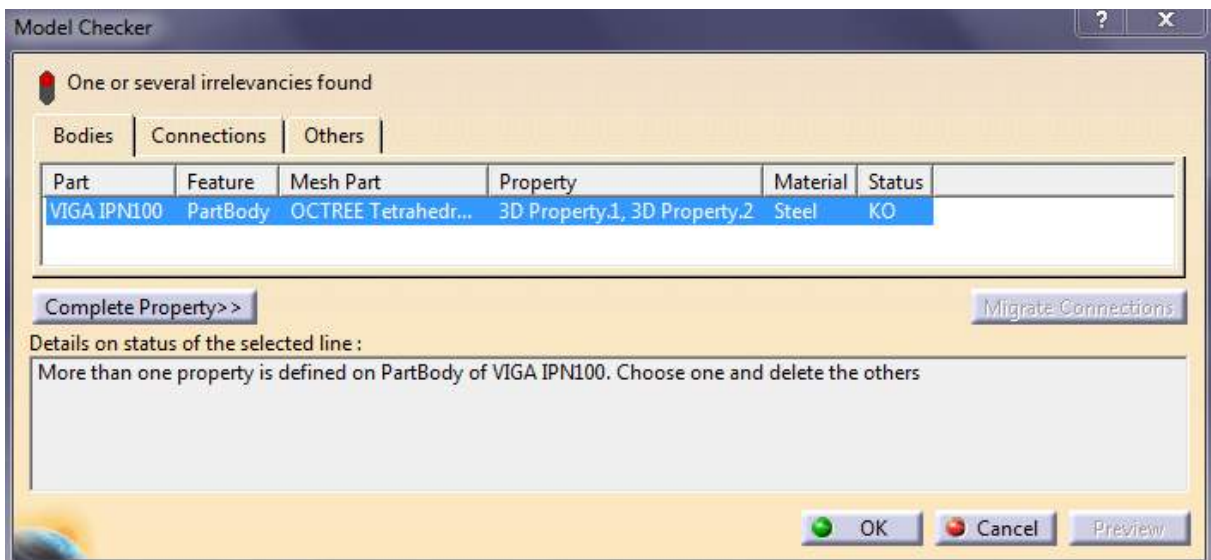 Model Checker ? X
One or several irrelevancies found
Bodies Connections Others
Part Feature Mesh Part Property Material Status
VIGA IPN100 PartBody OCTREE Tetrahedr... 3D Property.1, 3D Property.2 Steel KO
Complete Property>> Migrate Connections
Details on status of the selected line :
More than one property is defined on PartBody of VIGA IPN100. Choose one and delete the others
OK Cancel Preview